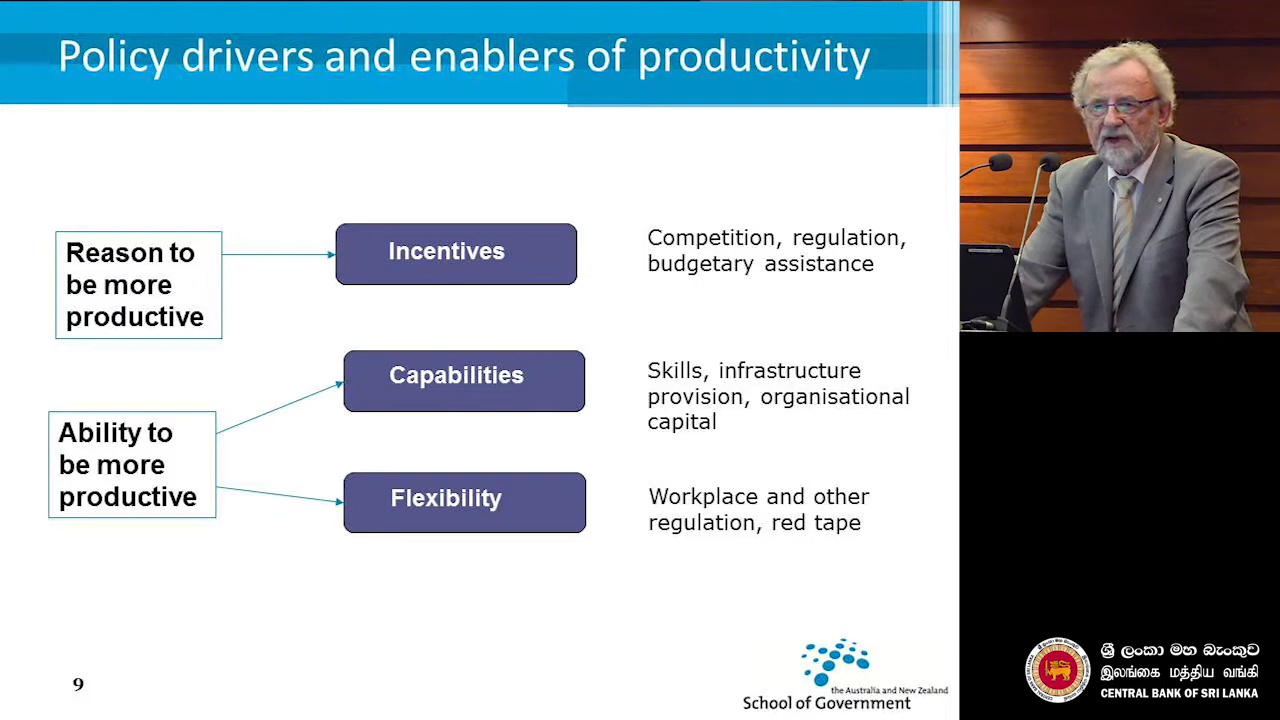 Policy drivers and enablers of productivity
Reason to
be more
productive
Incentives
Competition, regulation,
budgetary assistance
Capabilities
Skills, infrastructure
provision, organisational
capital
Ability to
be more
productive
Flexibility
Workplace and other
regulation, red tape
9
the Australia and New Zealand
School of Government
ශ්‍රී ලංකා මහ බැංකුව
இலங்கை மத்திய வங்கி
CENTRAL BANK OF SRI LANKA